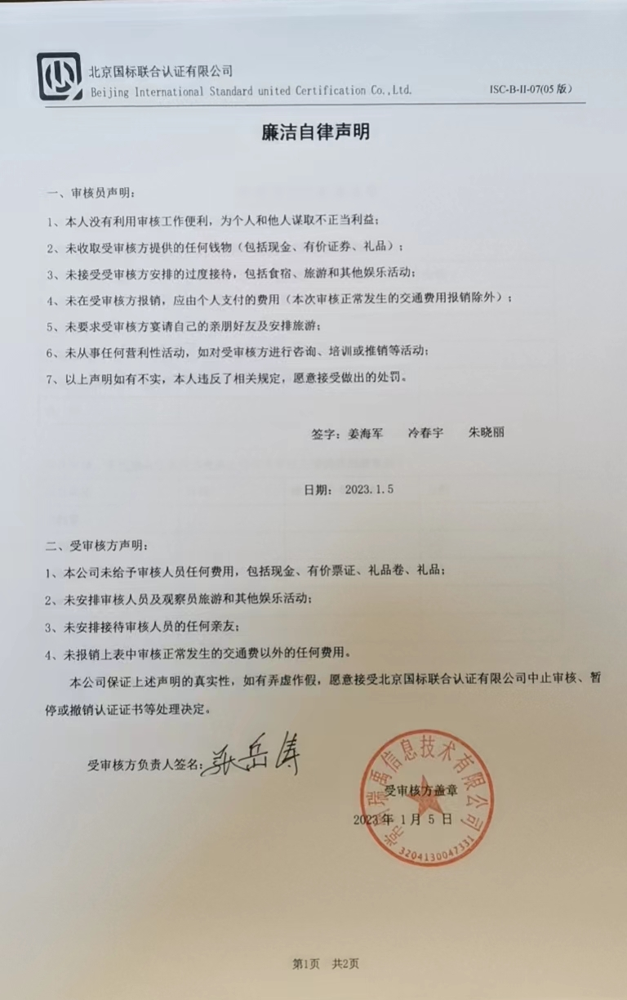 北京国标联合认证有限公司
Beijing International Standard united Certification Co.,Ltd.
ISC-B-II-07(05 版)
廉洁自律声明
一、审核员声明:
1、本人没有利用审核工作便利，为个人和他人谋取不正当利益;
2、未收取受审核方提供的任何钱物（包括现金、有价证券、礼品）;
3、未接受受审核方安排的过度接待，包括食宿、旅游和其他娱乐活动;
4、未在受审核方报销，应由个人支付的费用（本次审核正常发生的交通费用报销除外）;
5、未要求受审核方宴请自己的亲朋好友及安排旅游;
6、未从事任何营利性活动，如对受审核方进行咨询、培训或推销等活动;
7、以上声明如有不实，本人违反了相关规定，愿意接受做出的处罚。
签字: 姜海军 冷春宇 朱晓丽
日期: 2023.1.5
二、受审核方声明:
1、本公司未给予审核人员任何费用，包括现金、有价票证、礼品卷、礼品;
2、未安排审核人员及观察员旅游和其他娱乐活动;
3、未安排接待审核人员的任何亲友;
4、未报销上表中审核正常发生的交通费以外的任何费用。
本公司保证上述声明的真实性，如有弄虚作假，愿意接受北京国标联合认证有限公司中止审核、暂
停或撤销认证证书等处理决定。
受审核方负责人签名: 张岳涛
瑞禹信息技术有限公司
受审核方盖章
2023 年 1 月 5 日
3204130047331
第1页 共2页